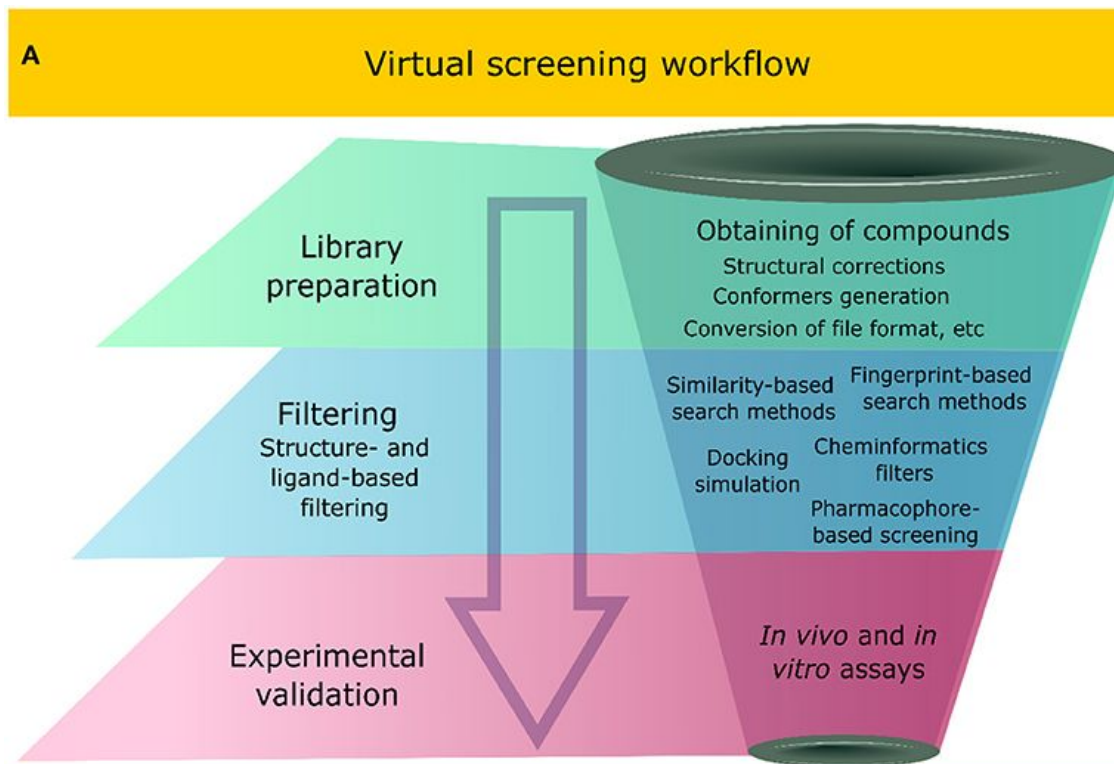 A
Virtual screening workflow
Library
preparation
Obtaining of compounds
Structural corrections
Conformers generation
Conversion of file format, etc
Filtering
Structure- and
ligand-based
filtering
Similarity-based
search methods
Fingerprint-based
search methods
Docking
simulation
Cheminformatics
filters
Pharmacophore-
based screening
Experimental
validation
In vivo and in
vitro assays